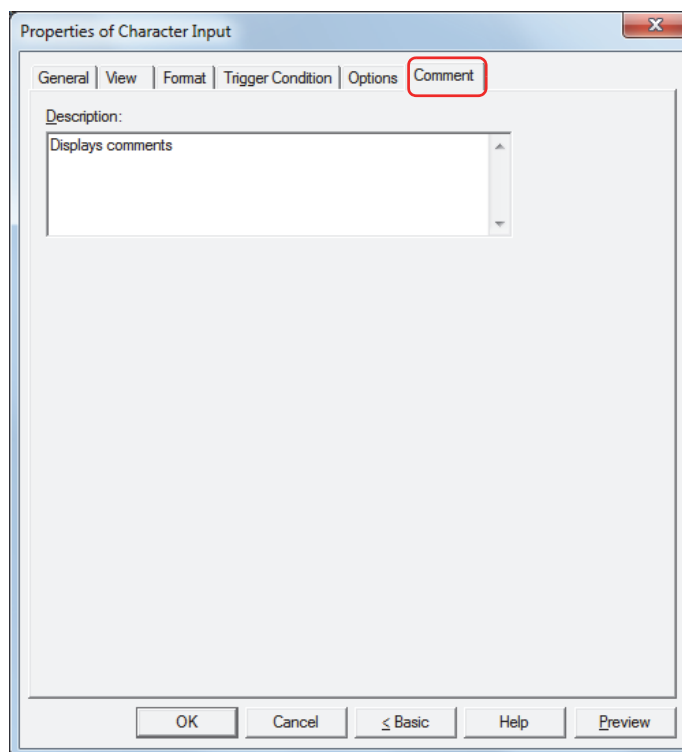 Properties of Character Input
General View Format Trigger Condition Options Comment
Description:
Displays comments
OK Cancel < Basic Help Preview